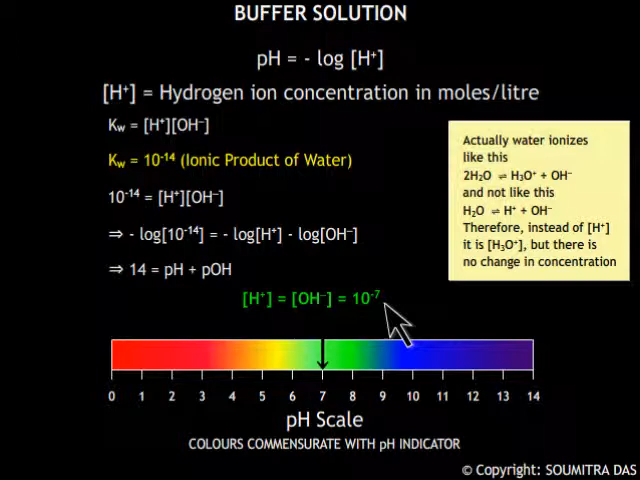 BUFFER SOLUTION
pH = - log [H⁺]
[H⁺] = Hydrogen ion concentration in moles/litre
Kw = [H⁺][OH⁻]
Kw = 10⁻¹⁴ (Ionic Product of Water)
10⁻¹⁴ = [H⁺][OH⁻]
⇒ - log[10⁻¹⁴] = - log[H⁺] - log[OH⁻]
⇒ 14 = pH + pOH
[H⁺] = [OH⁻] = 10⁻⁷
Actually water ionizes
like this
2H₂O ⇌ H₃O⁺ + OH⁻
and not like this
H₂O ⇌ H⁺ + OH⁻
Therefore, instead of [H⁺]
it is [H₃O⁺], but there is
no change in concentration
0 1 2 3 4 5 6 7 8 9 10 11 12 13 14
pH Scale
COLOURS COMMENSURATE WITH pH INDICATOR
© Copyright: SOUMITRA DAS